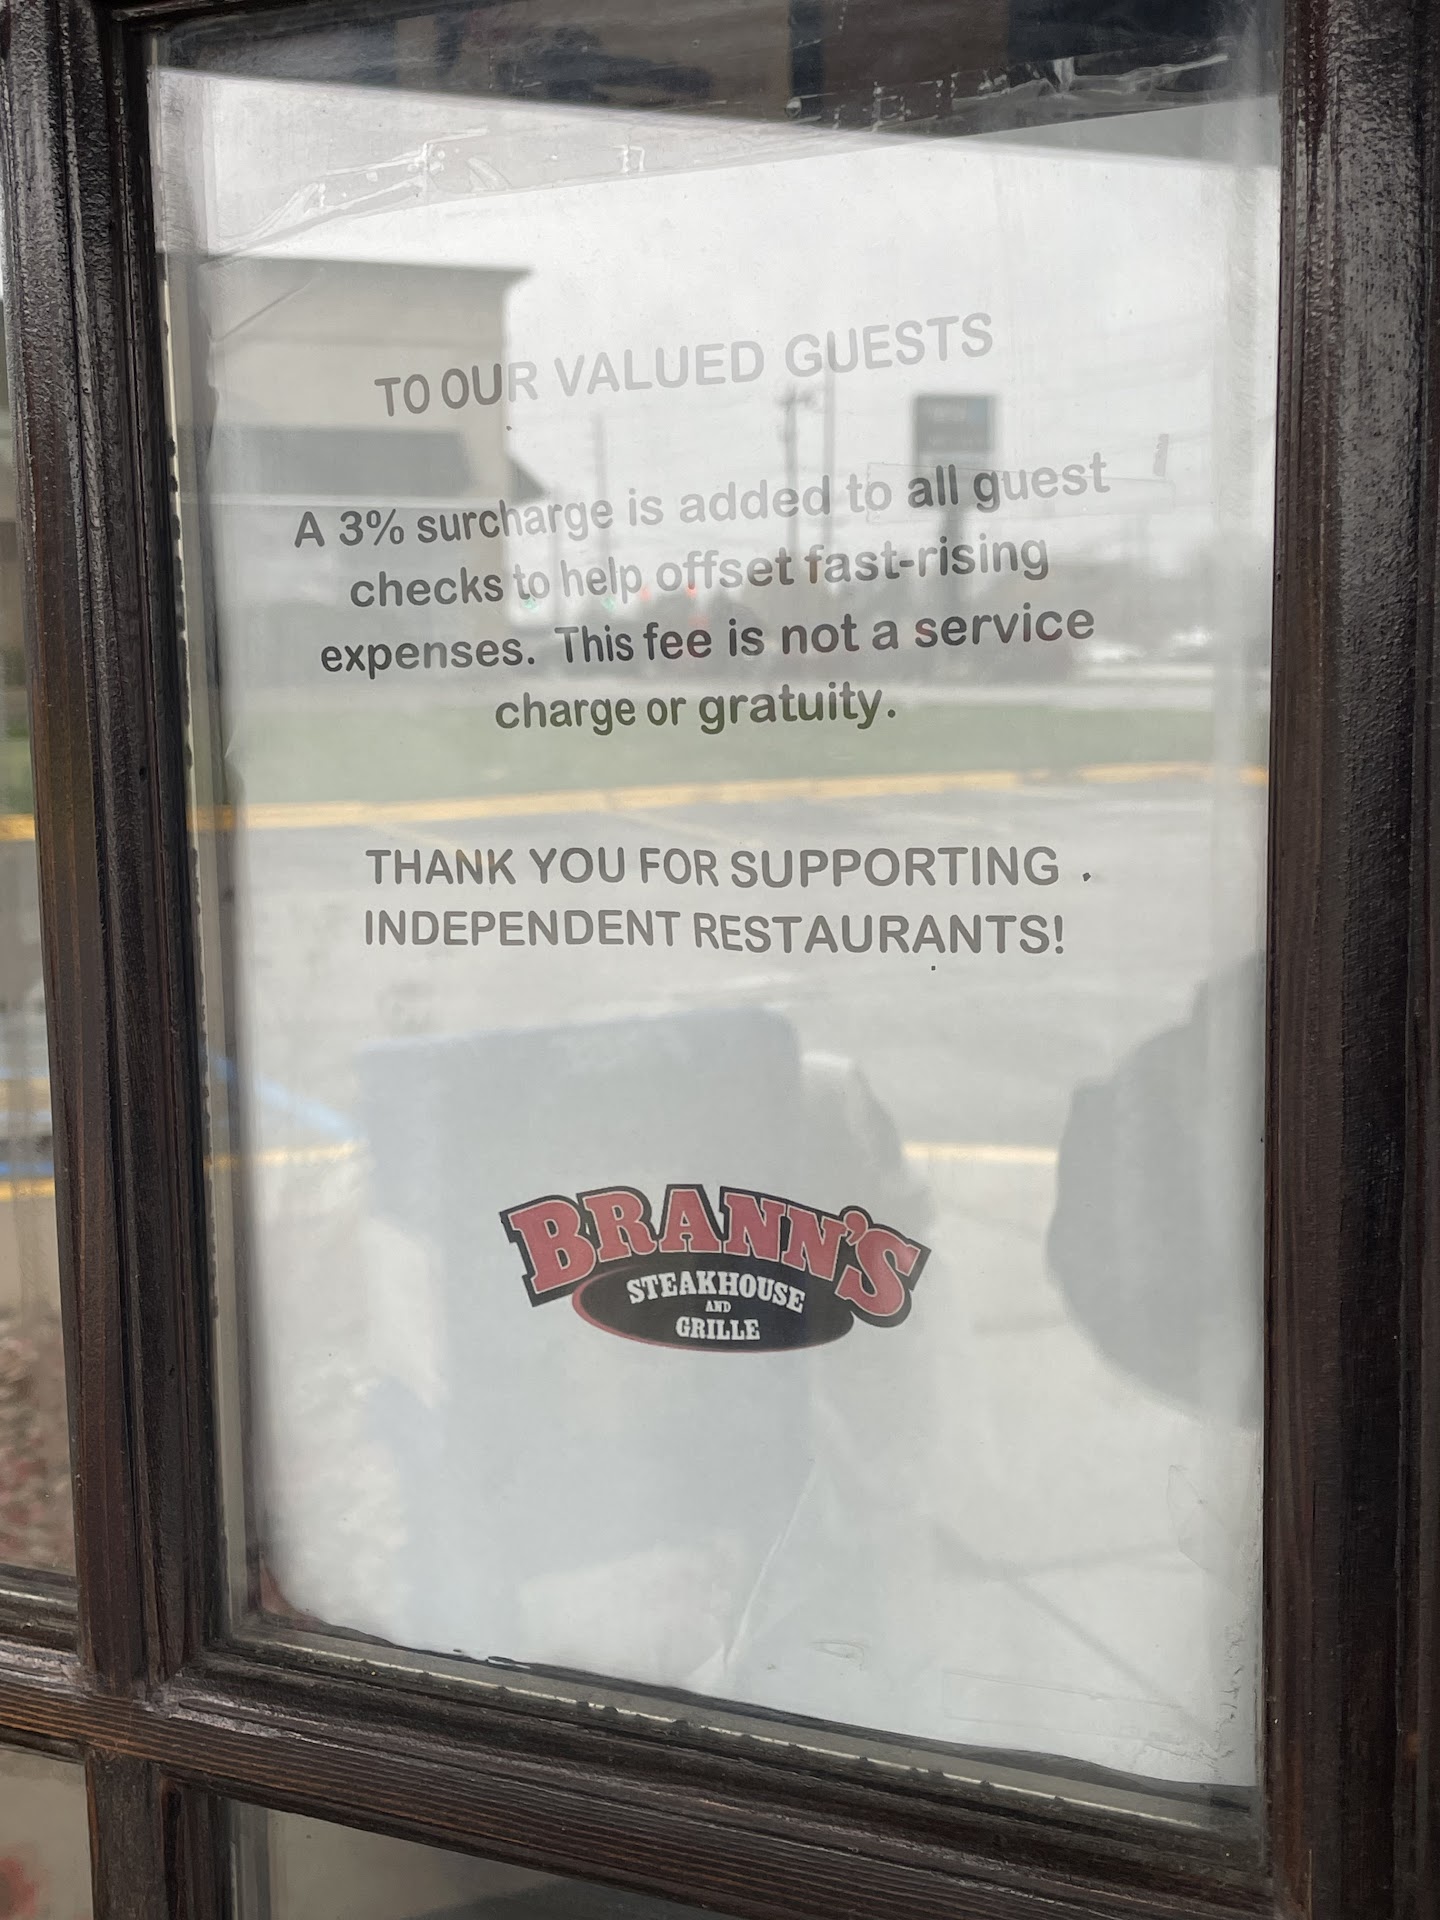 TO OUR VALUED GUESTS
A 3% surcharge is added to all guest
checks to help offset fast-rising
expenses. This fee is not a service
charge or gratuity.
THANK YOU FOR SUPPORTING
INDEPENDENT RESTAURANTS!
BRANN'S
STEAKHOUSE
AND
GRILLE